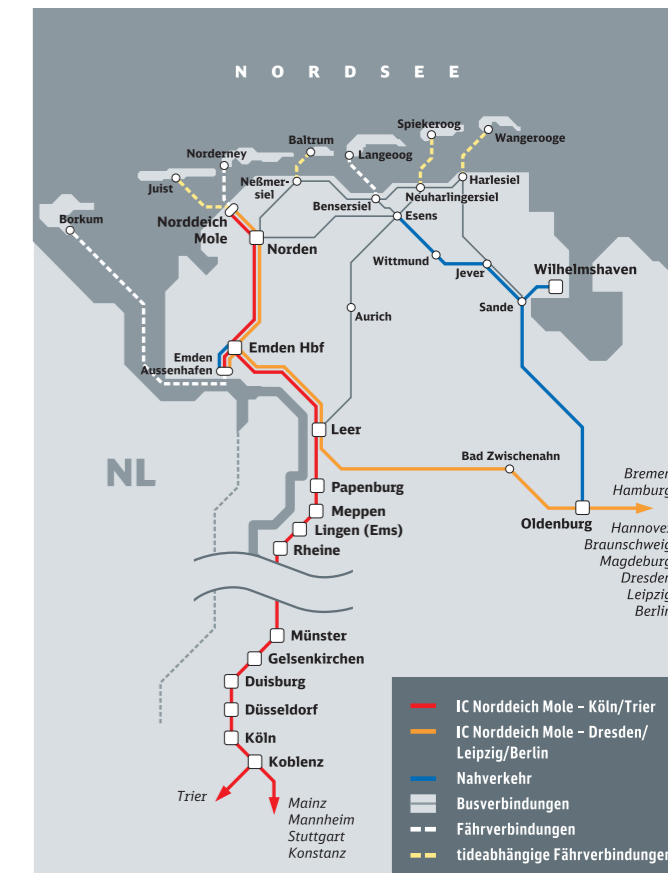 NORDSEE
Spiekeroog
Wangerooge
Baltrum
Norderney
Langeoog
Juist
Neßmer-
siel
Harlesiel
Bensersiel
Neuharlingersiel
Borkum
Norddeich
Mole
Esens
Norden
Wittmund
Jever
Wilhelmshaven
Sande
Aurich
Emden Hbf
Emden
Aussenhafen
Leer
NL
Bad Zwischenahn
Bremen
Hamburg
Papenburg
Meppen
Lingen (Ems)
Oldenburg
Rheine
Hannover
Braunschweig
Magdeburg
Dresden
Leipzig
Berlin
Münster
Gelsenkirchen
Duisburg
Düsseldorf
Köln
Koblenz
Trier
Mainz
Mannheim
Stuttgart
Konstanz
IC Norddeich Mole – Köln/Trier
IC Norddeich Mole – Dresden/
Leipzig/Berlin
Nahverkehr
Busverbindungen
Fährverbindungen
tideabhängige Fährverbindungen